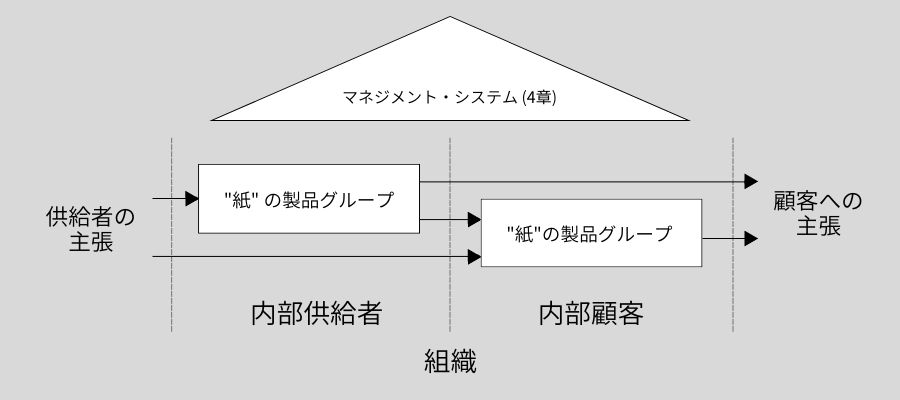 マネジメント・システム (4章)
"紙" の製品グループ
供給者の
主張
顧客への
主張
"紙"の製品グループ
内部供給者
内部顧客
組織